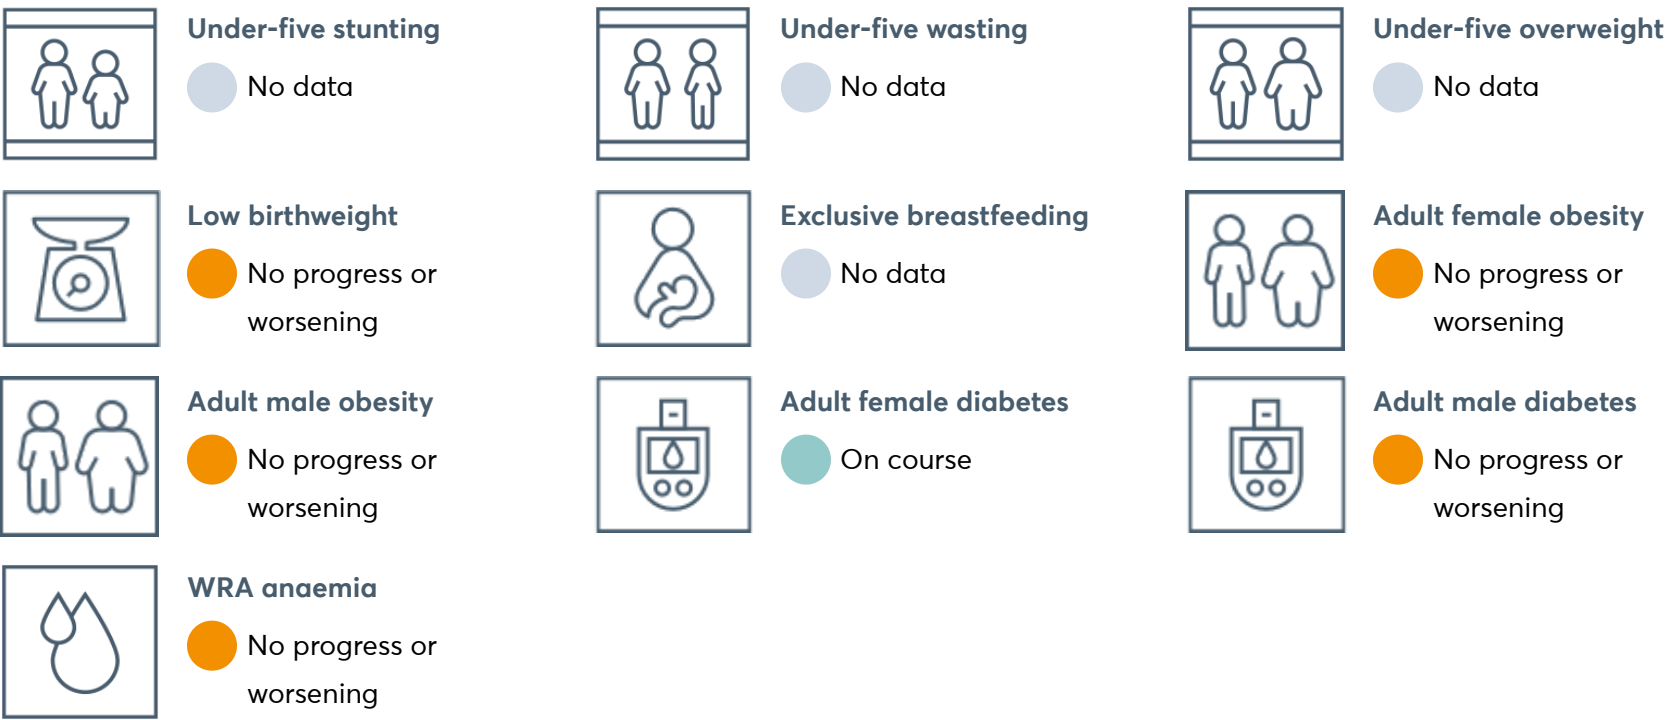 Under-five stunting
No data
Under-five wasting
No data
Under-five overweight
No data
Low birthweight
No progress or
worsening
Exclusive breastfeeding
No data
Adult female obesity
No progress or
worsening
Adult male obesity
No progress or
worsening
Adult female diabetes
On course
Adult male diabetes
No progress or
worsening
WRA anaemia
No progress or
worsening